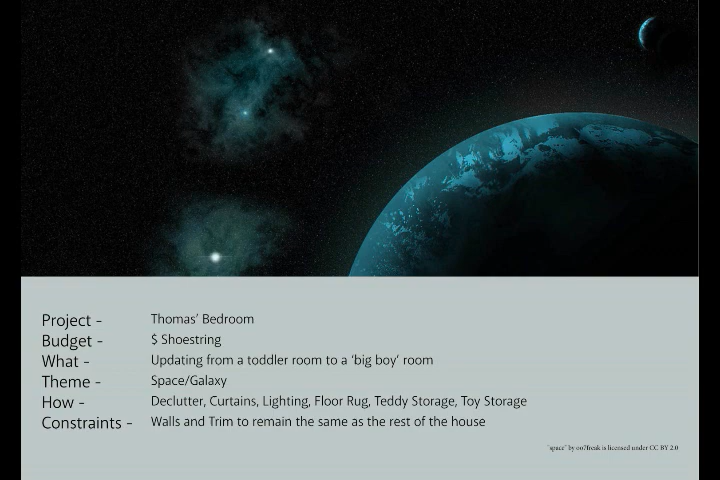 Project - Thomas' Bedroom
Budget - $ Shoestring
What - Updating from a toddler room to a 'big boy' room
Theme - Space/Galaxy
How - Declutter, Curtains, Lighting, Floor Rug, Teddy Storage, Toy Storage
Constraints - Walls and Trim to remain the same as the rest of the house
"space" by oo7freak is licensed under CC BY 2.0